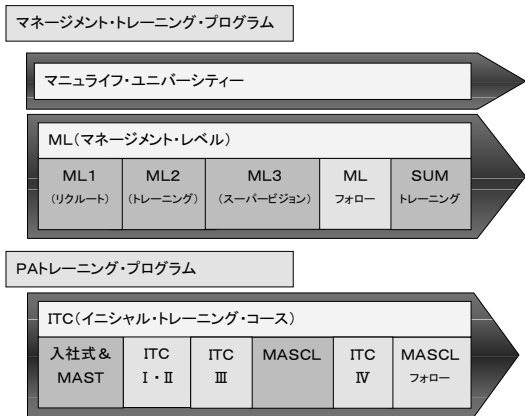 マネージメント・トレーニング・プログラム
マニュライフ・ユニバーシティー
ML(マネージメント・レベル)
ML1 ML2 ML3 ML SUM
(リクルート) (トレーニング) (スーパービジョン) フォロー トレーニング
PAトレーニング・プログラム
ITC(イニシャル・トレーニング・コース)
入社式& ITC ITC MASCL ITC MASCL
MAST Ⅰ・Ⅱ Ⅲ Ⅳ フォロー